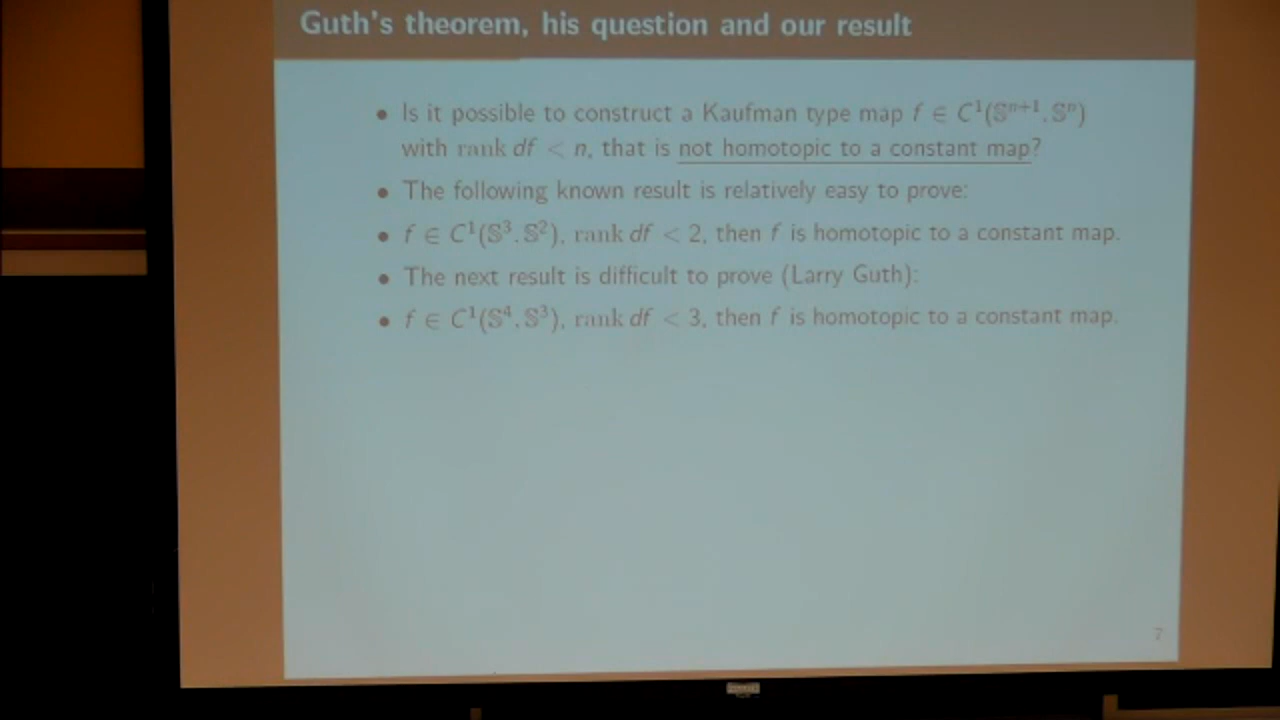 Guth's theorem, his question and our result
• Is it possible to construct a Kaufman type map f ∈ C¹(𝕊ⁿ⁺¹, 𝕊ⁿ)
with rank df < n, that is not homotopic to a constant map?
• The following known result is relatively easy to prove:
• f ∈ C¹(𝕊³, 𝕊²), rank df < 2, then f is homotopic to a constant map.
• The next result is difficult to prove (Larry Guth):
• f ∈ C¹(𝕊⁴, 𝕊³), rank df < 3, then f is homotopic to a constant map.
7